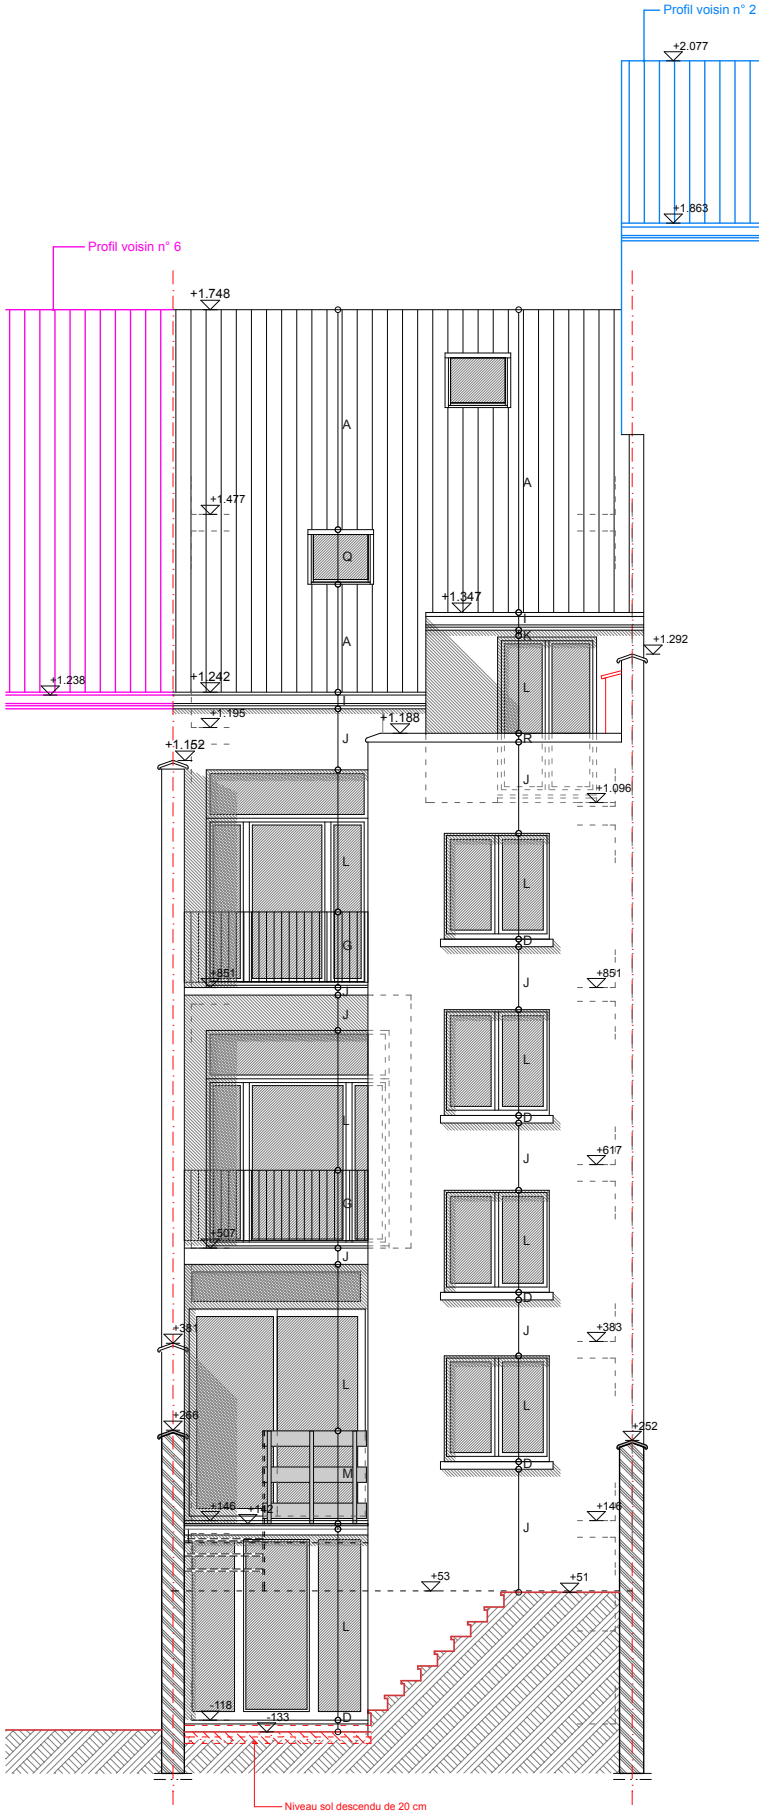 Profil voisin n° 2
+2.077
+1.863
Profil voisin n° 6
+1.748
A
A
+1.477
Q
+1.347
I
K
A
+1.292
L
+1.238
+1.242
I
+1.195
+1.188
R
J
+1.152
J
+1.096
L
L
D
G
+851
J
J
+851
J
L
L
D
+617
J
G
L
+507
J
D
+381
J
+383
L
L
+266
+252
D
M
+146
+142
J
+146
+53
+51
L
-118
D
-133
Niveau sol descendu de 20 cm